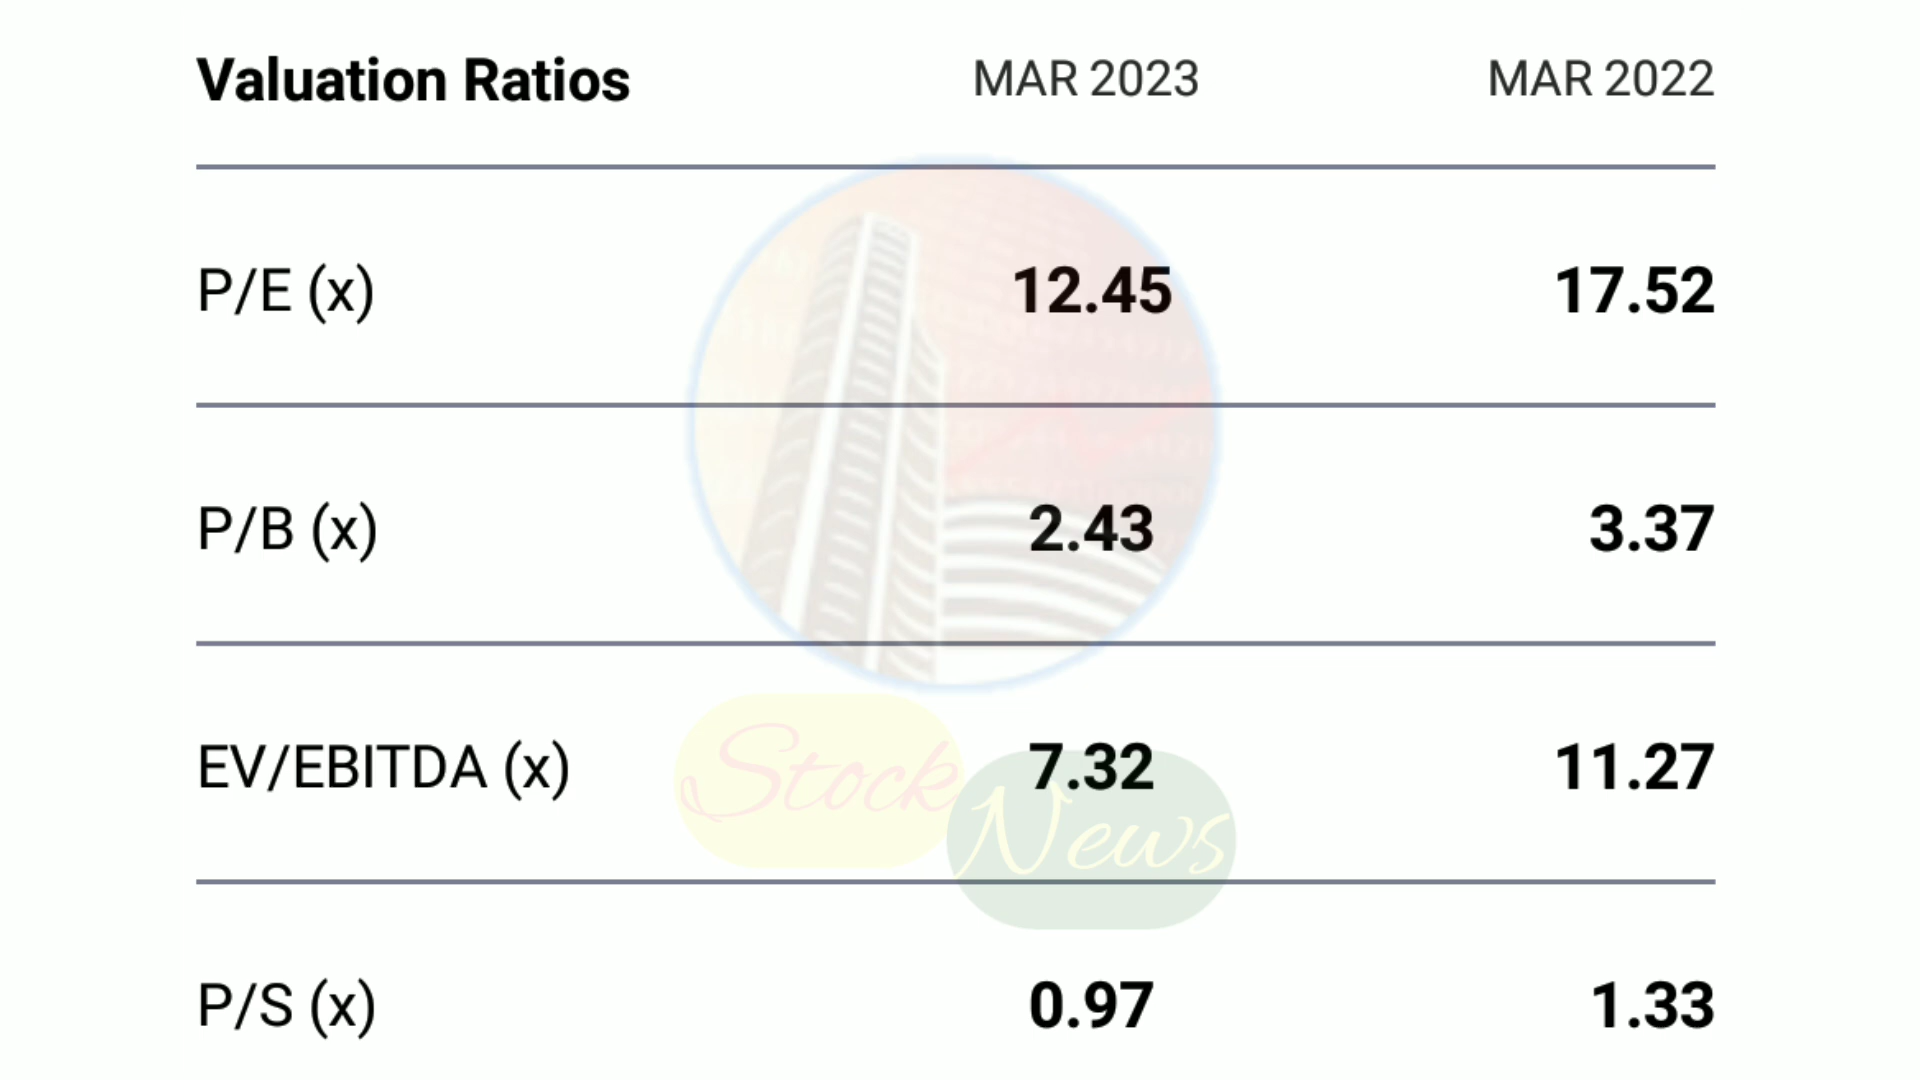 Valuation Ratios MAR 2023 MAR 2022
P/E (x) 12.45 17.52
P/B (x) 2.43 3.37
EV/EBITDA (x) 7.32 11.27
Stock
News
P/S (x) 0.97 1.33